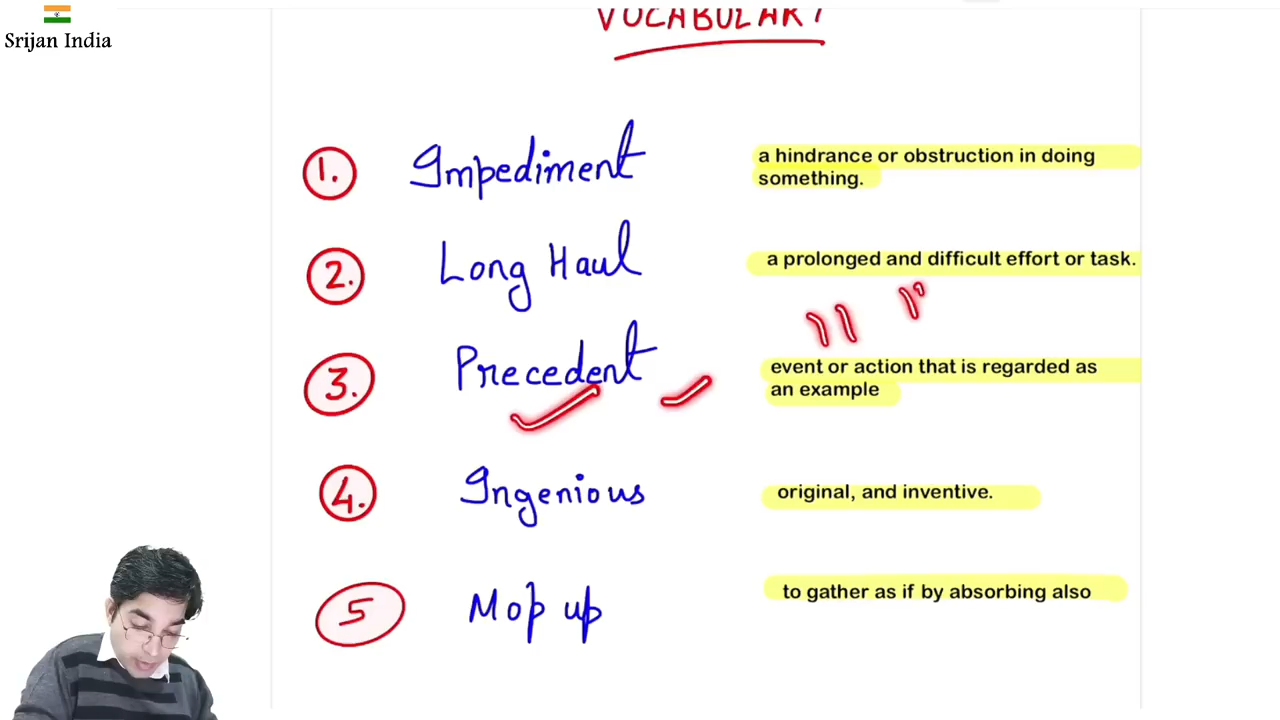 Srijan India
VOCABULARY
1. Impediment
a hindrance or obstruction in doing
something.
2. Long Haul
a prolonged and difficult effort or task.
3. Precedent
event or action that is regarded as
an example
4. Ingenious
original, and inventive.
5 Mop up
to gather as if by absorbing also